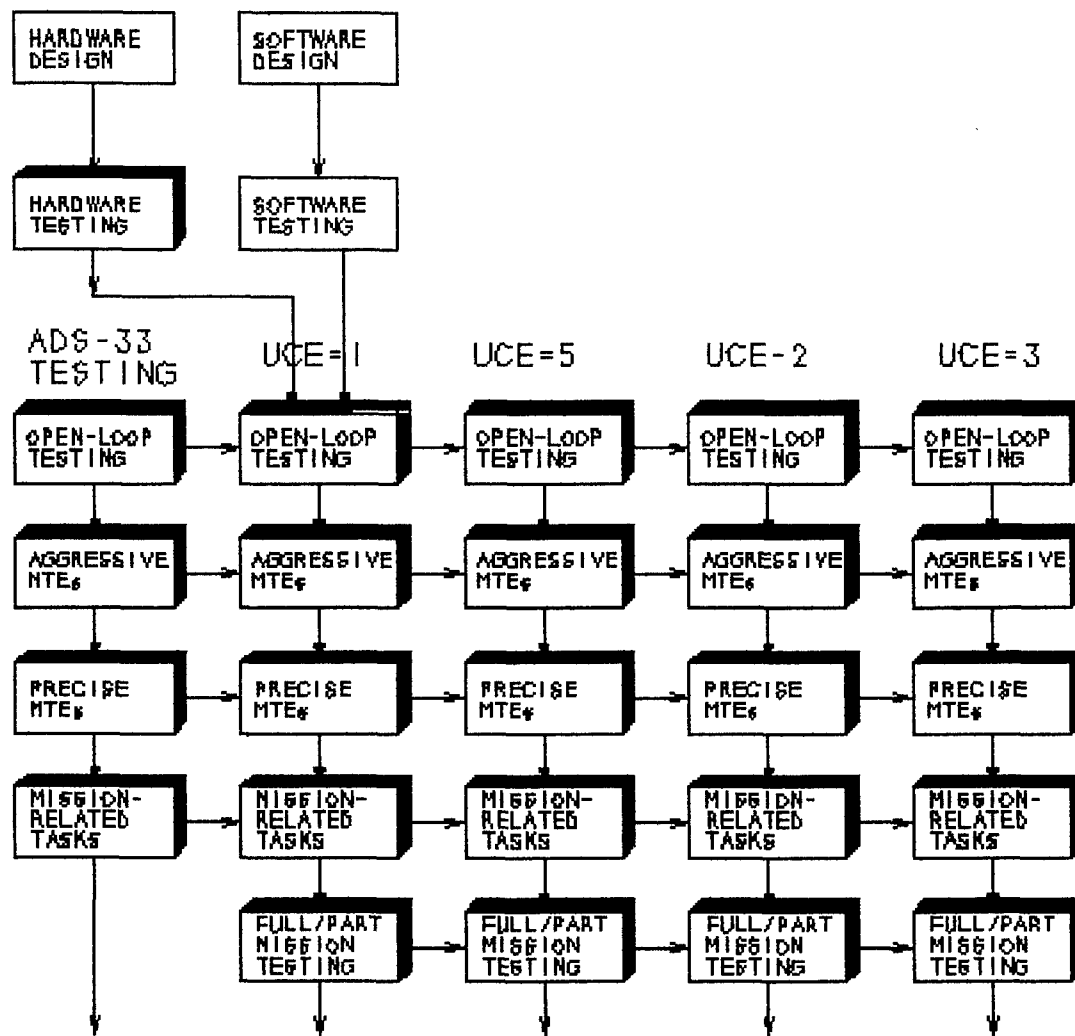 HARDWARE
DESIGN
SOFTWARE
DESIGN
HARDWARE
TESTING
SOFTWARE
TESTING
ADS-33
TESTING
UCE=1
UCE=5
UCE-2
UCE=3
OPEN-LOOP
TESTING
OPEN-LOOP
TESTING
OPEN-LOOP
TESTING
OPEN-LOOP
TESTING
OPEN-LOOP
TESTING
AGGRESSIVE
MTEs
AGGRESSIVE
MTEs
AGGRESSIVE
MTEs
AGGRESSIVE
MTEs
AGGRESSIVE
MTEs
PRECISE
MTEs
PRECISE
MTEs
PRECISE
MTEs
PRECISE
MTEs
PRECISE
MTEs
MISSION-
RELATED
TASKS
MISSION-
RELATED
TASKS
MISSION-
RELATED
TASKS
MISSION-
RELATED
TASKS
MISSION-
RELATED
TASKS
FULL/PART
MISSION
TESTING
FULL/PART
MISSION
TESTING
FULL/PART
MISSION
TESTING
FULL/PART
MISSION
TESTING